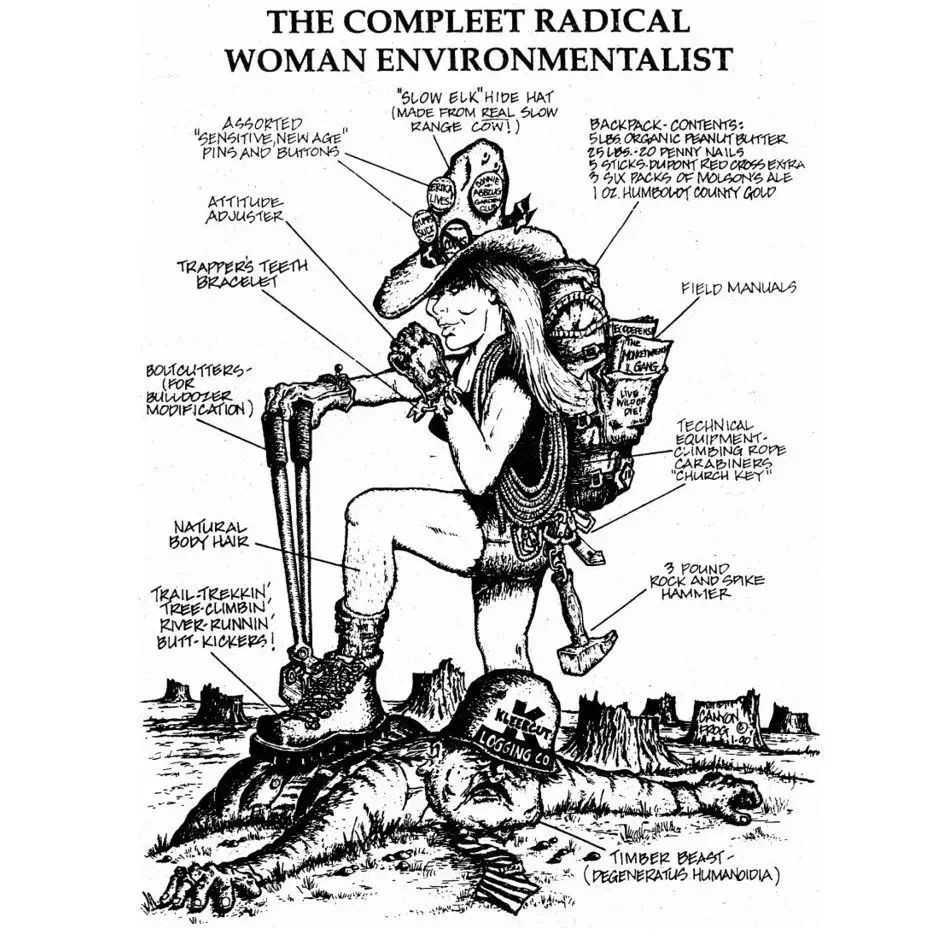 THE COMPLEET RADICAL
WOMAN ENVIRONMENTALIST
"SLOW ELK" HIDE HAT
(MADE FROM REAL SLOW
RANGE COW!)
ASSORTED
"SENSITIVE, NEW AGE"
PINS AND BUTTONS
BACKPACK-CONTENTS:
5 LBS. ORGANIC PEANUT BUTTER
25 LBS.-20 PENNY NAILS
5 STICKS-DUPONT RED CROSS EXTRA
3 SIX PACKS OF MOLSON'S ALE
1 OZ. HUMBOLDT COUNTY GOLD
ATTITUDE
ADJUSTER
TRAPPER'S TEETH
BRACELET
FIELD MANUALS
LIVES
BONNIE
ABBZUG
CLUB
SUCK
ECODEFENSE
THE
GANG
LIVE
WILD OR
DIE!
BOLTCUTTERS-
(FOR
BULLDOZER
MODIFICATION)
TECHNICAL
EQUIPMENT-
CLIMBING ROPE
CARABINERS
"CHURCH KEY"
NATURAL
BODY HAIR
3 POUND
ROCK AND SPIKE
HAMMER
TRAIL-TREKKIN',
TREE-CLIMBIN',
RIVER-RUNNIN'
BUTT-KICKERS!
KLEERCUT
K
LOGGING CO
CANYON
FROG ©
TIMBER BEAST-
(DEGENERATUS HUMANOIDIA)